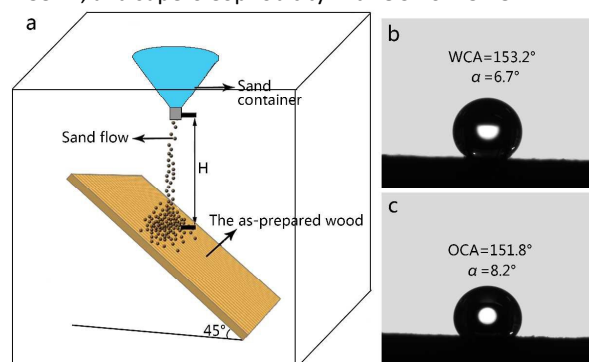 a
Sand
container
Sand flow
H
The as-prepared wood
45°
b
WCA=153.2°
α=6.7°
c
OCA=151.8°
α=8.2°